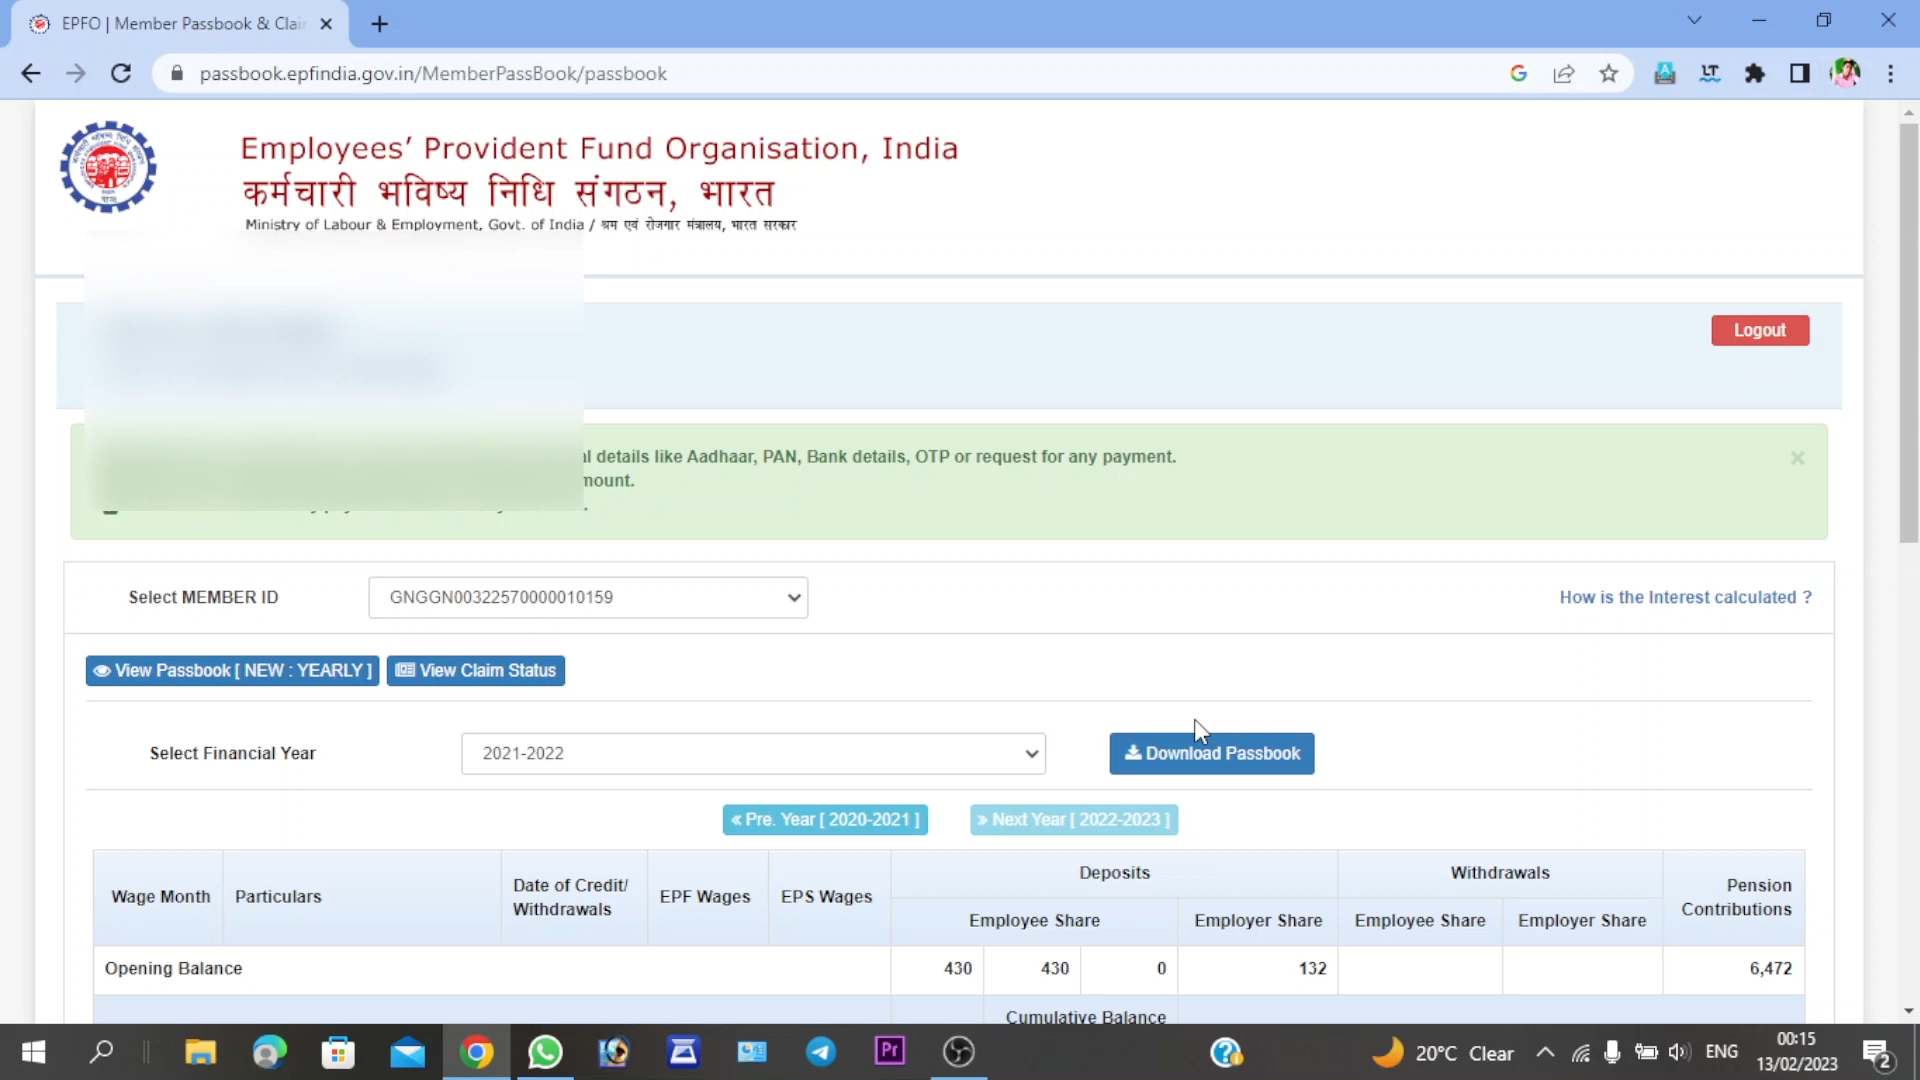 EPFO | Member Passbook & Clai
passbook.epfindia.gov.in/MemberPassBook/passbook
Employees' Provident Fund Organisation, India
कर्मचारी भविष्य निधि संगठन, भारत
Ministry of Labour & Employment, Govt. of India / श्रम एवं रोजगार मंत्रालय, भारत सरकार
Logout
details like Aadhaar, PAN, Bank details, OTP or request for any payment.
mount.
Select MEMBER ID
GNGGN00322570000010159
How is the Interest calculated ?
View Passbook [ NEW : YEARLY ]
View Claim Status
Select Financial Year
2021-2022
Download Passbook
« Pre. Year [ 2020-2021 ]
» Next Year [ 2022-2023 ]
Wage Month
Particulars
Date of Credit/
Withdrawals
EPF Wages
EPS Wages
Deposits
Withdrawals
Pension
Contributions
Employee Share
Employer Share
Employee Share
Employer Share
Opening Balance
430
430
0
132
6,472
Cumulative Balance
LT
Pr
20°C Clear
ENG
00:15
13/02/2023
2